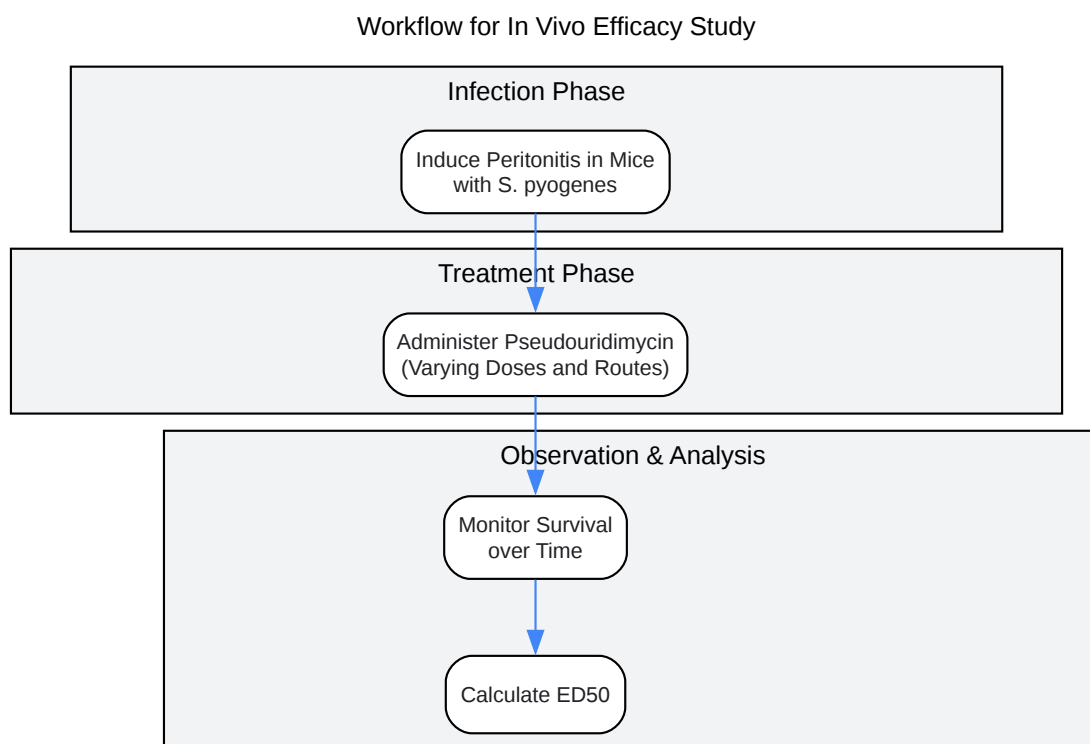 Workflow for In Vivo Efficacy Study
Infection Phase
Induce Peritonitis in Mice
with S. pyogenes
Treatment Phase
Administer Pseudouridimycin
(Varying Doses and Routes)
Observation & Analysis
Monitor Survival
over Time
Calculate ED50